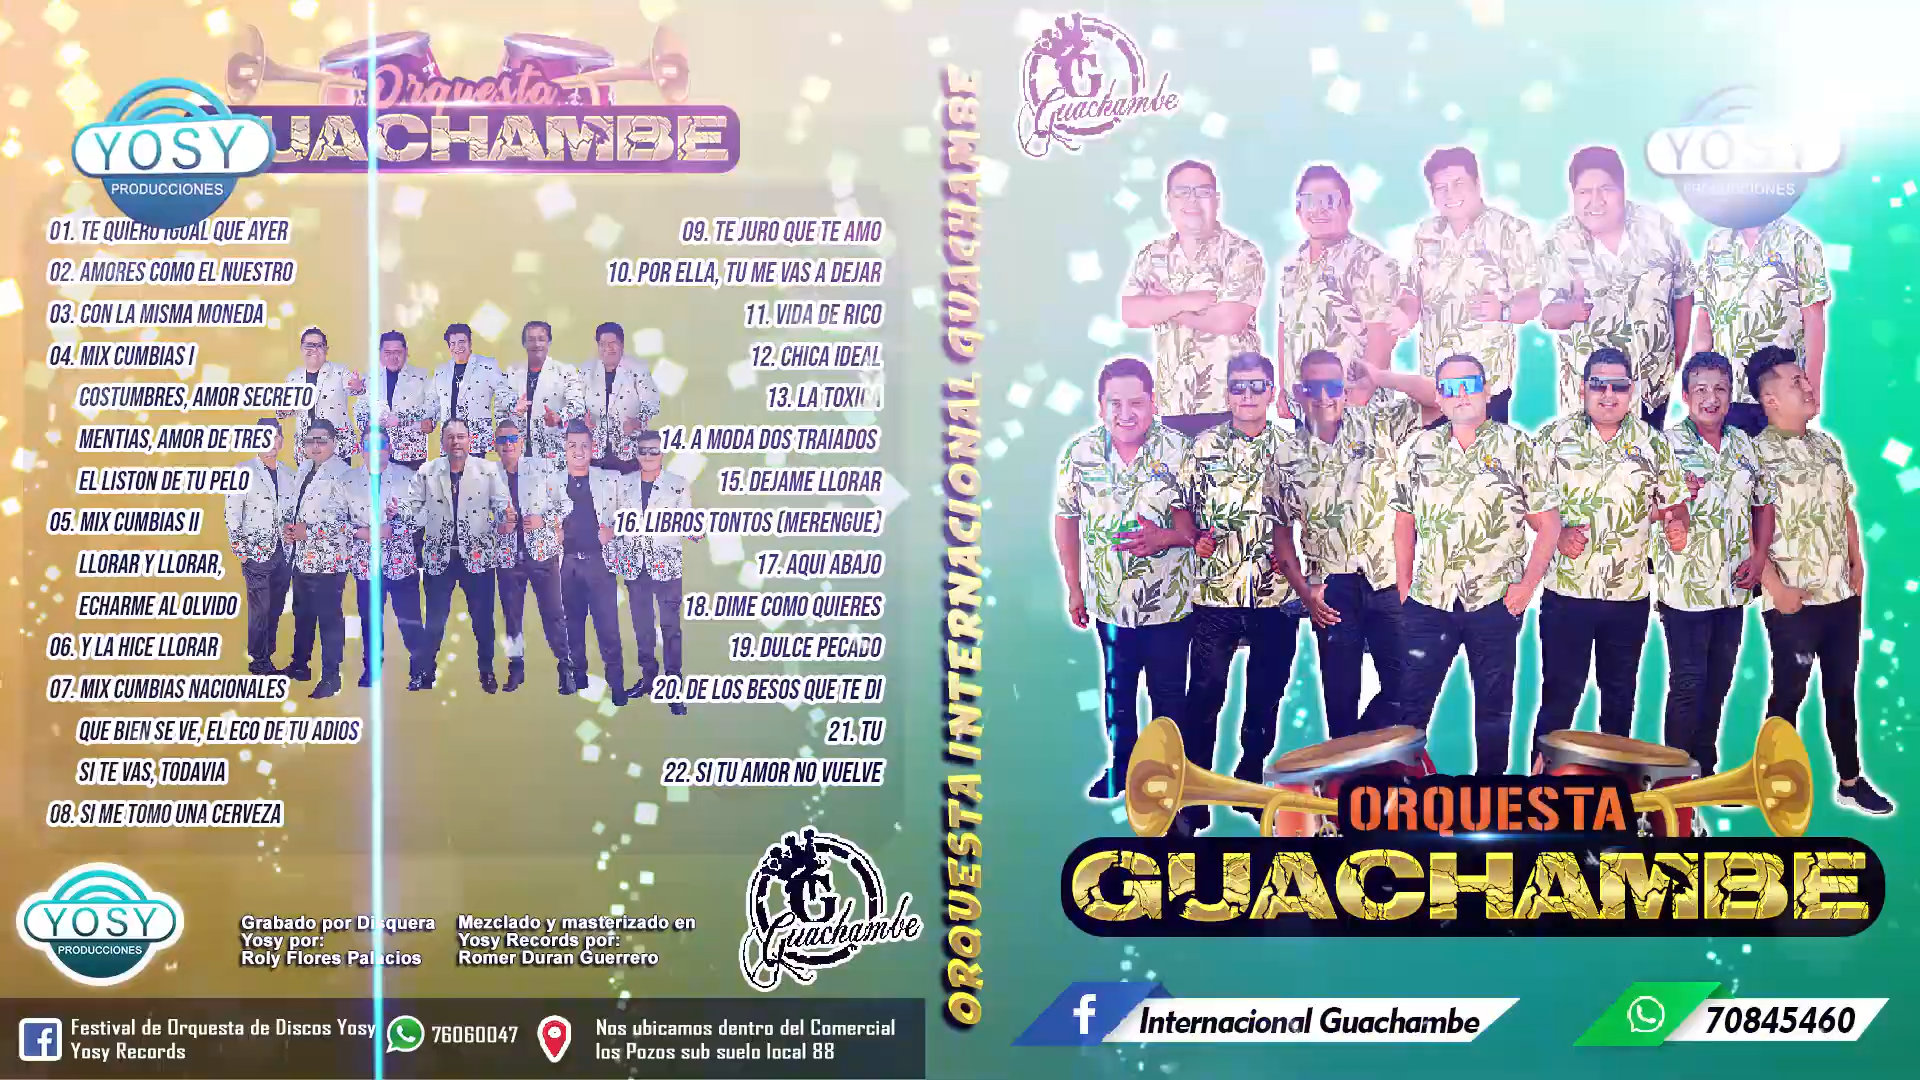 Orquesta
GUACHAMBE
YOSY
PRODUCCIONES
01. TE QUIERO IGUAL QUE AYER
02. AMORES COMO EL NUESTRO
03. CON LA MISMA MONEDA
04. MIX CUMBIAS I
COSTUMBRES, AMOR SECRETO
MENTIAS, AMOR DE TRES
EL LISTON DE TU PELO
05. MIX CUMBIAS II
LLORAR Y LLORAR,
ECHARME AL OLVIDO
06. Y LA HICE LLORAR
07. MIX CUMBIAS NACIONALES
QUE BIEN SE VE, EL ECO DE TU ADIOS
SI TE VAS, TODAVIA
08. SI ME TOMO UNA CERVEZA
09. TE JURO QUE TE AMO
10. POR ELLA, TU ME VAS A DEJAR
11. VIDA DE RICO
12. CHICA IDEAL
13. LA TOXICA
14. A MODA DOS TRAIADOS
15. DEJAME LLORAR
16. LIBROS TONTOS (MERENGUE)
17. AQUI ABAJO
18. DIME COMO QUIERES
19. DULCE PECADO
20. DE LOS BESOS QUE TE DI
21. TU
22. SI TU AMOR NO VUELVE
YOSY
PRODUCCIONES
Grabado por Disquera
Yosy por:
Roly Flores Palacios
Mezclado y masterizado en
Yosy Records por:
Romer Duran Guerrero
G
Guachambe
Festival de Orquesta de Discos Yosy
Yosy Records
76060047
Nos ubicamos dentro del Comercial
los Pozos sub suelo local 88
ORQUESTA INTERNACIONAL GUACHAMBE
G
Guachambe
YOSY
PRODUCCIONES
ORQUESTA
GUACHAMBE
f
Internacional Guachambe
70845460